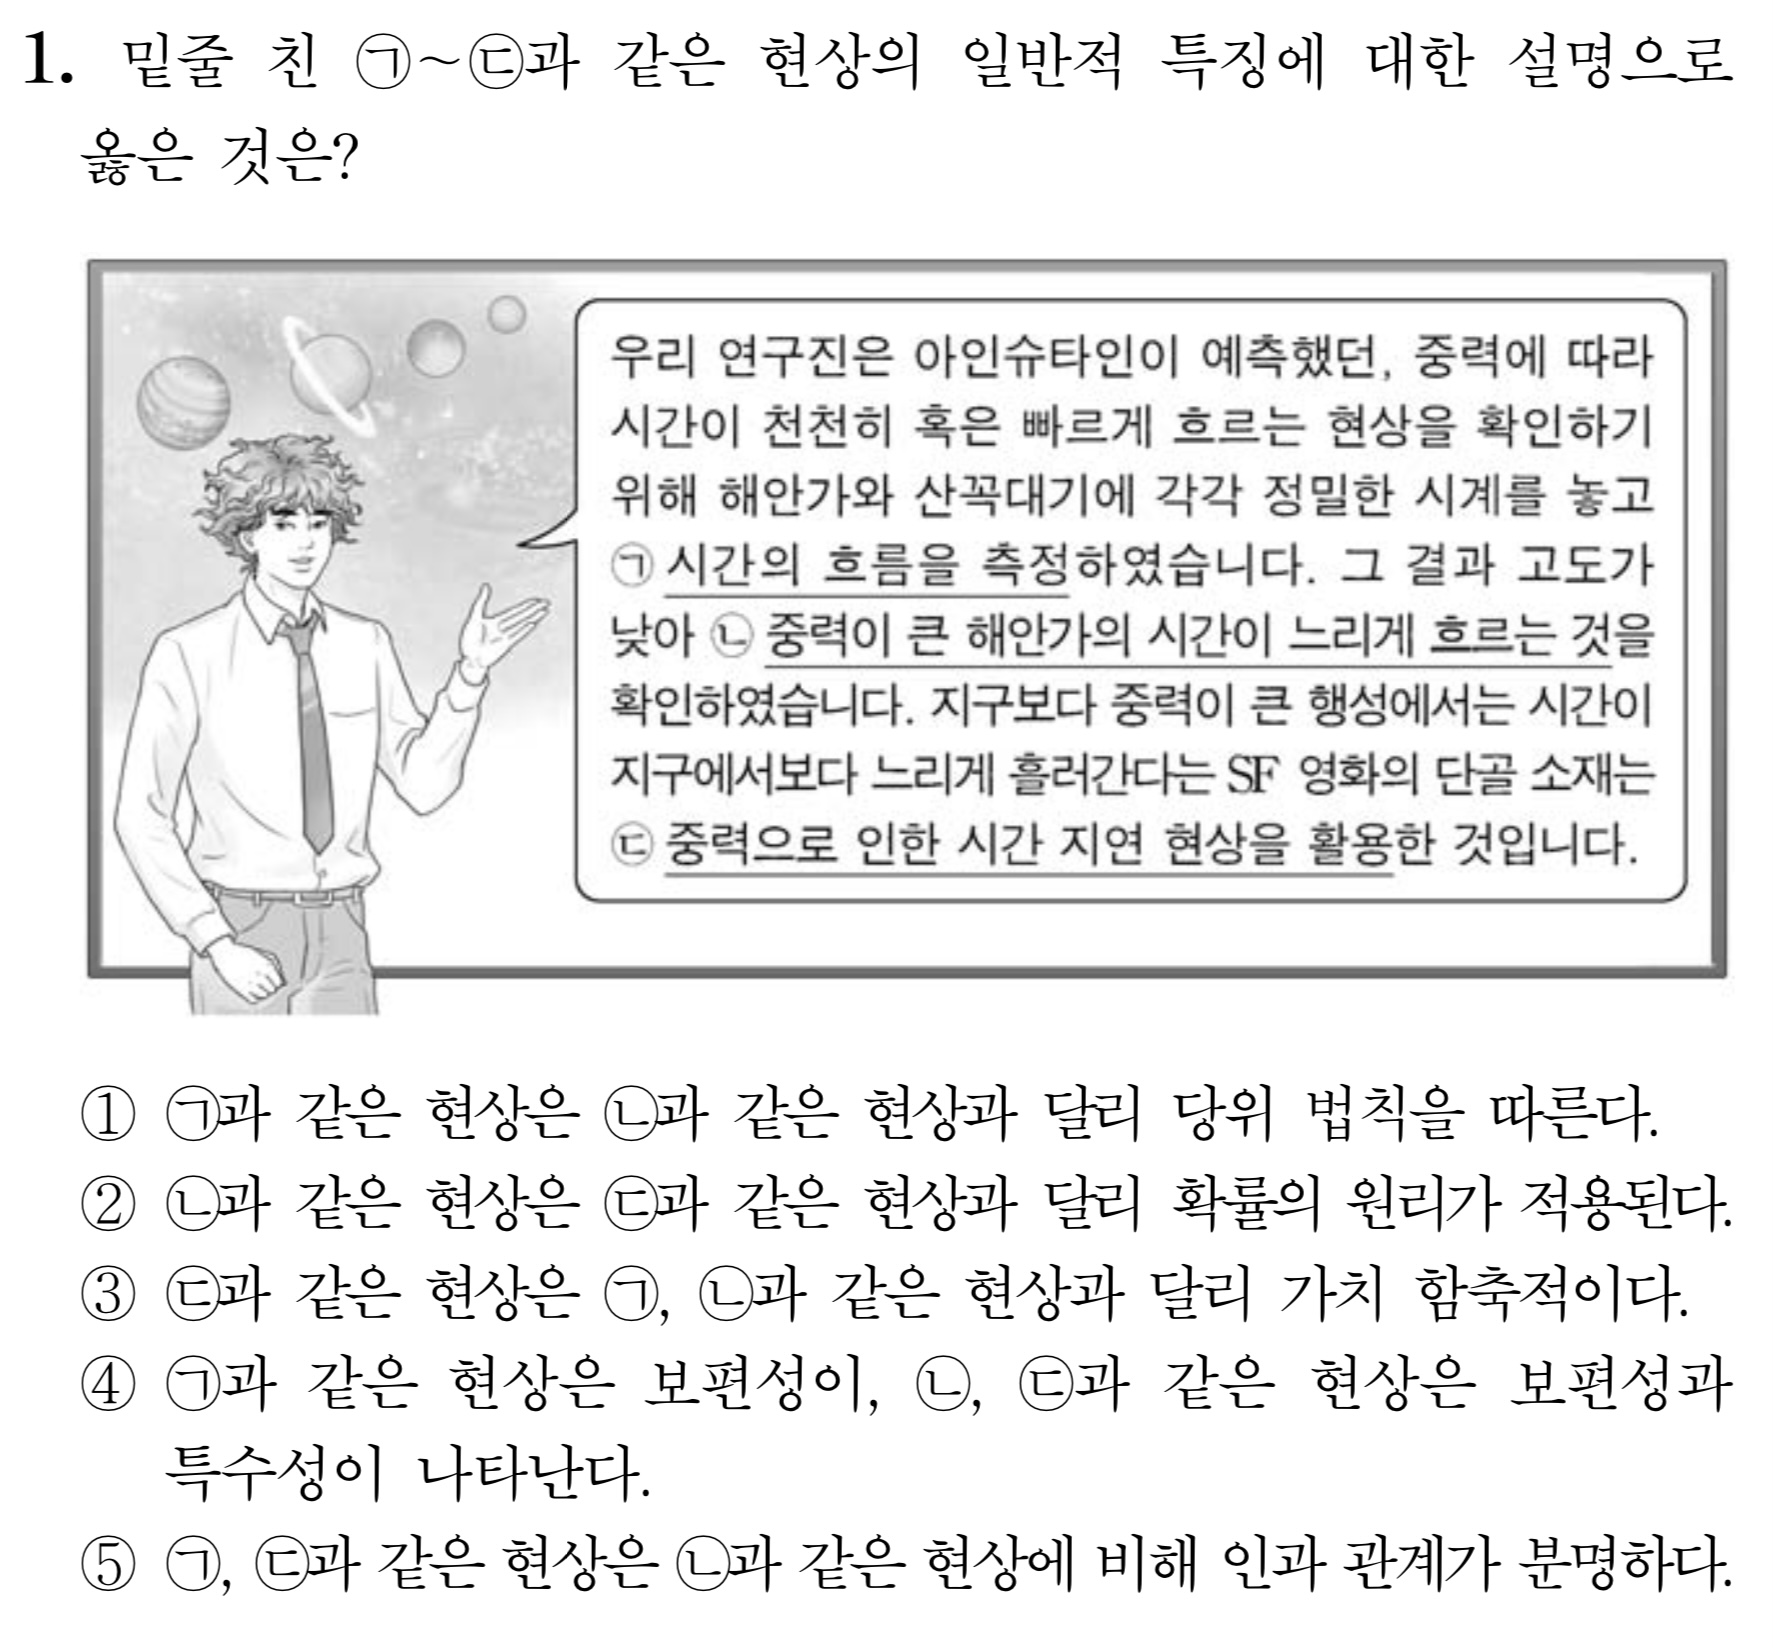 1. 밑줄 친 ㉠~㉢과 같은 현상의 일반적 특징에 대한 설명으로
옳은 것은?
우리 연구진은 아인슈타인이 예측했던, 중력에 따라
시간이 천천히 혹은 빠르게 흐르는 현상을 확인하기
위해 해안가와 산꼭대기에 각각 정밀한 시계를 놓고
㉠ 시간의 흐름을 측정하였습니다. 그 결과 고도가
낮아 ㉡ 중력이 큰 해안가의 시간이 느리게 흐르는 것을
확인하였습니다. 지구보다 중력이 큰 행성에서는 시간이
지구에서보다 느리게 흘러간다는 SF 영화의 단골 소재는
㉢ 중력으로 인한 시간 지연 현상을 활용한 것입니다.
① ㉠과 같은 현상은 ㉡과 같은 현상과 달리 당위 법칙을 따른다.
② ㉡과 같은 현상은 ㉢과 같은 현상과 달리 확률의 원리가 적용된다.
③ ㉢과 같은 현상은 ㉠, ㉡과 같은 현상과 달리 가치 함축적이다.
④ ㉠과 같은 현상은 보편성이, ㉡, ㉢과 같은 현상은 보편성과
특수성이 나타난다.
⑤ ㉠, ㉢과 같은 현상은 ㉡과 같은 현상에 비해 인과 관계가 분명하다.